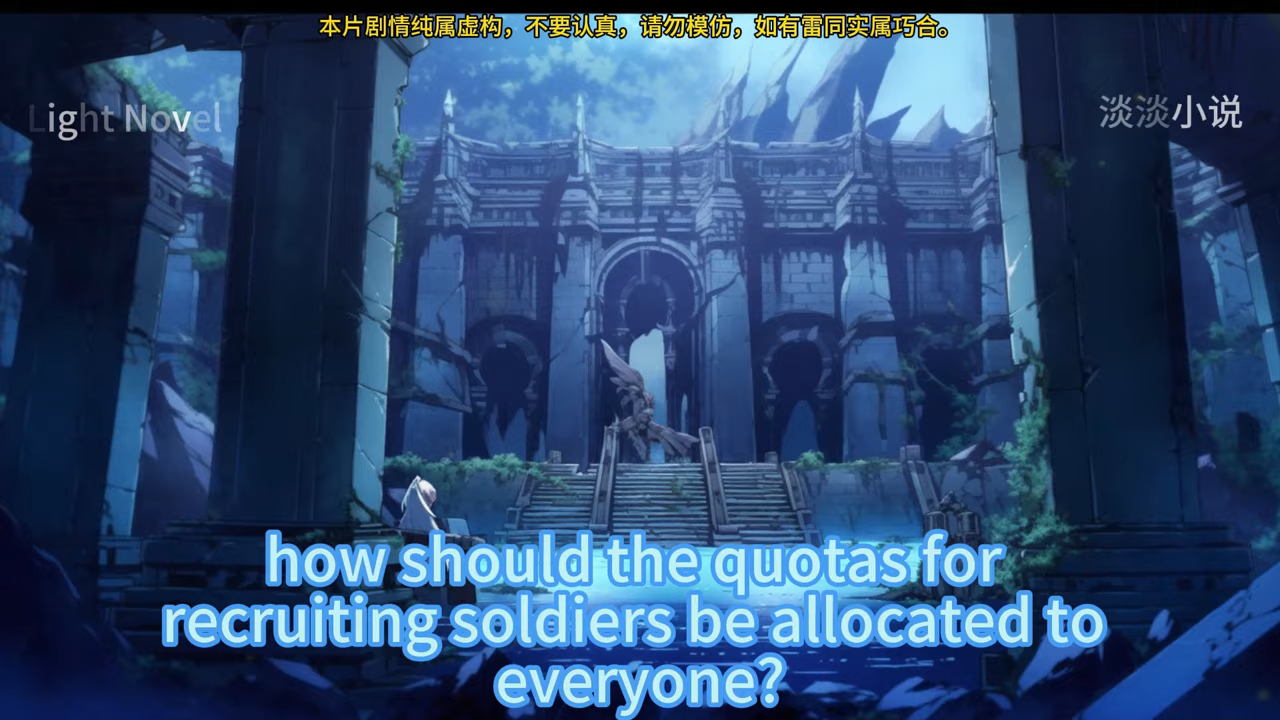 本片剧情纯属虚构，不要认真，请勿模仿，如有雷同实属巧合。
Light Novel
淡淡小说
how should the quotas for
recruiting soldiers be allocated to
everyone?